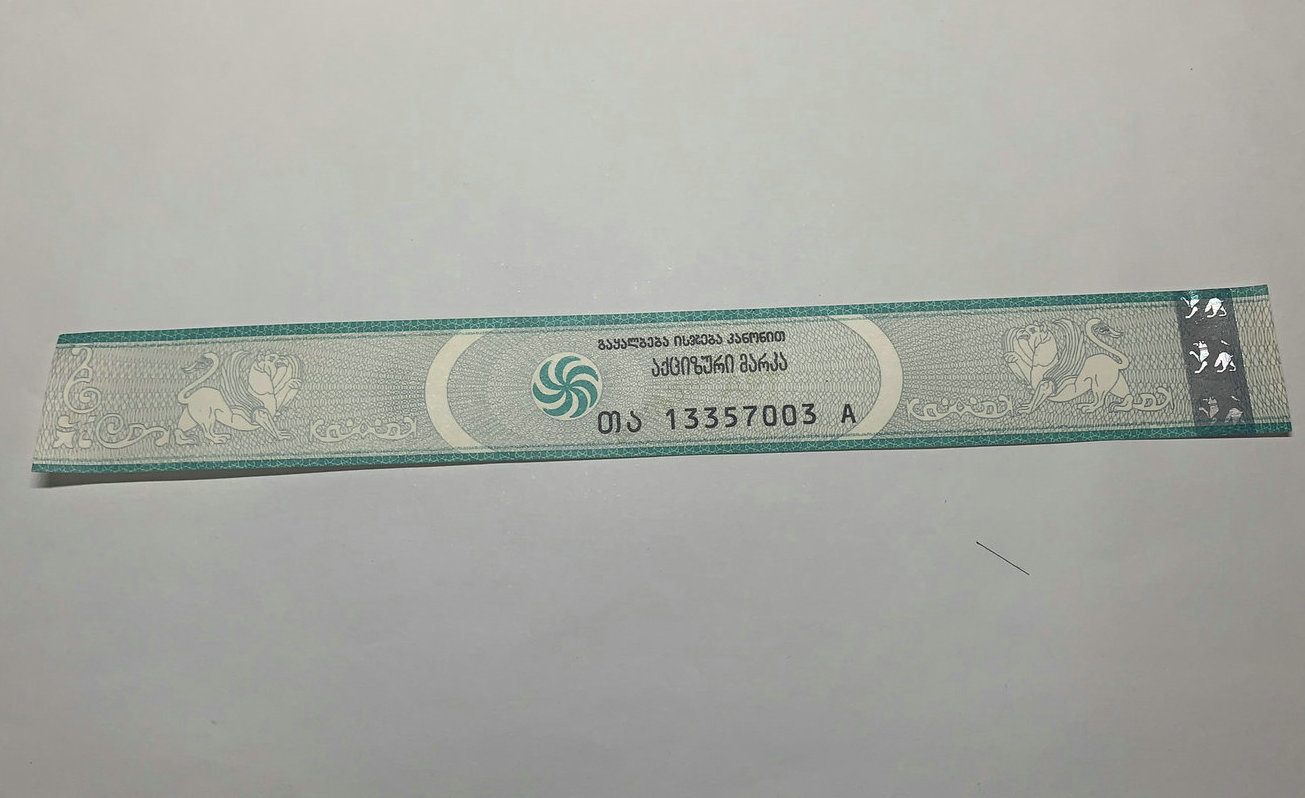 გაყალბება ისჯება კანონით
აქციზური მარკა
თა 13357003 A